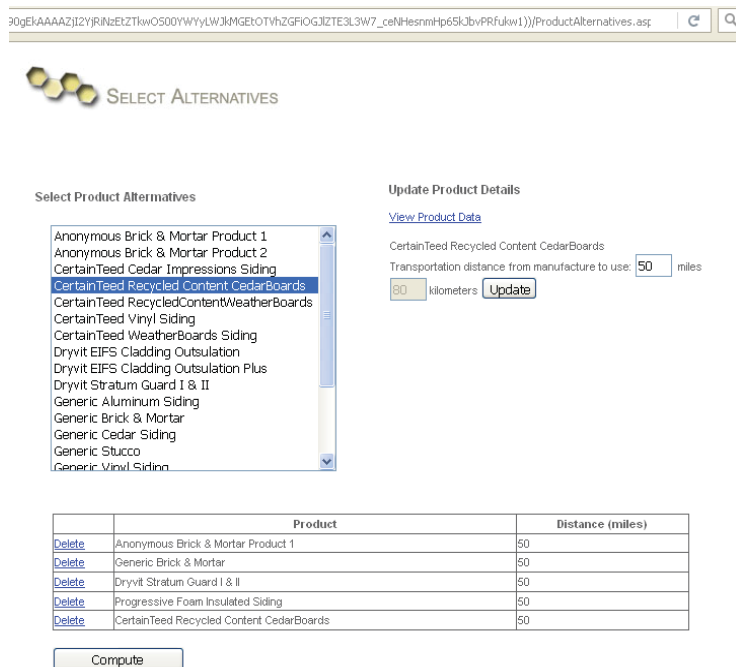 90gEkAAAAZjI2YjRiNzEtZTkwOS00YWYyLWJkMGEtOTVhZGFiOGJlZTE3L3W7_ceNHesnmHp65kJbvPRfukw1))/ProductAlternatives.asp
SELECT ALTERNATIVES
Select Product Alternatives
Anonymous Brick & Mortar Product 1
Anonymous Brick & Mortar Product 2
CertainTeed Cedar Impressions Siding
CertainTeed Recycled Content CedarBoards
CertainTeed RecycledContentWeatherBoards
CertainTeed Vinyl Siding
CertainTeed WeatherBoards Siding
Dryvit EIFS Cladding Outsulation
Dryvit EIFS Cladding Outsulation Plus
Dryvit Stratum Guard I & II
Generic Aluminum Siding
Generic Brick & Mortar
Generic Cedar Siding
Generic Stucco
Generic Vinyl Siding
Update Product Details
View Product Data
CertainTeed Recycled Content CedarBoards
Transportation distance from manufacture to use: 50 miles
80 kilometers Update
Product Distance (miles)
Delete Anonymous Brick & Mortar Product 1 50
Delete Generic Brick & Mortar 50
Delete Dryvit Stratum Guard I & II 50
Delete Progressive Foam Insulated Siding 50
Delete CertainTeed Recycled Content CedarBoards 50
Compute